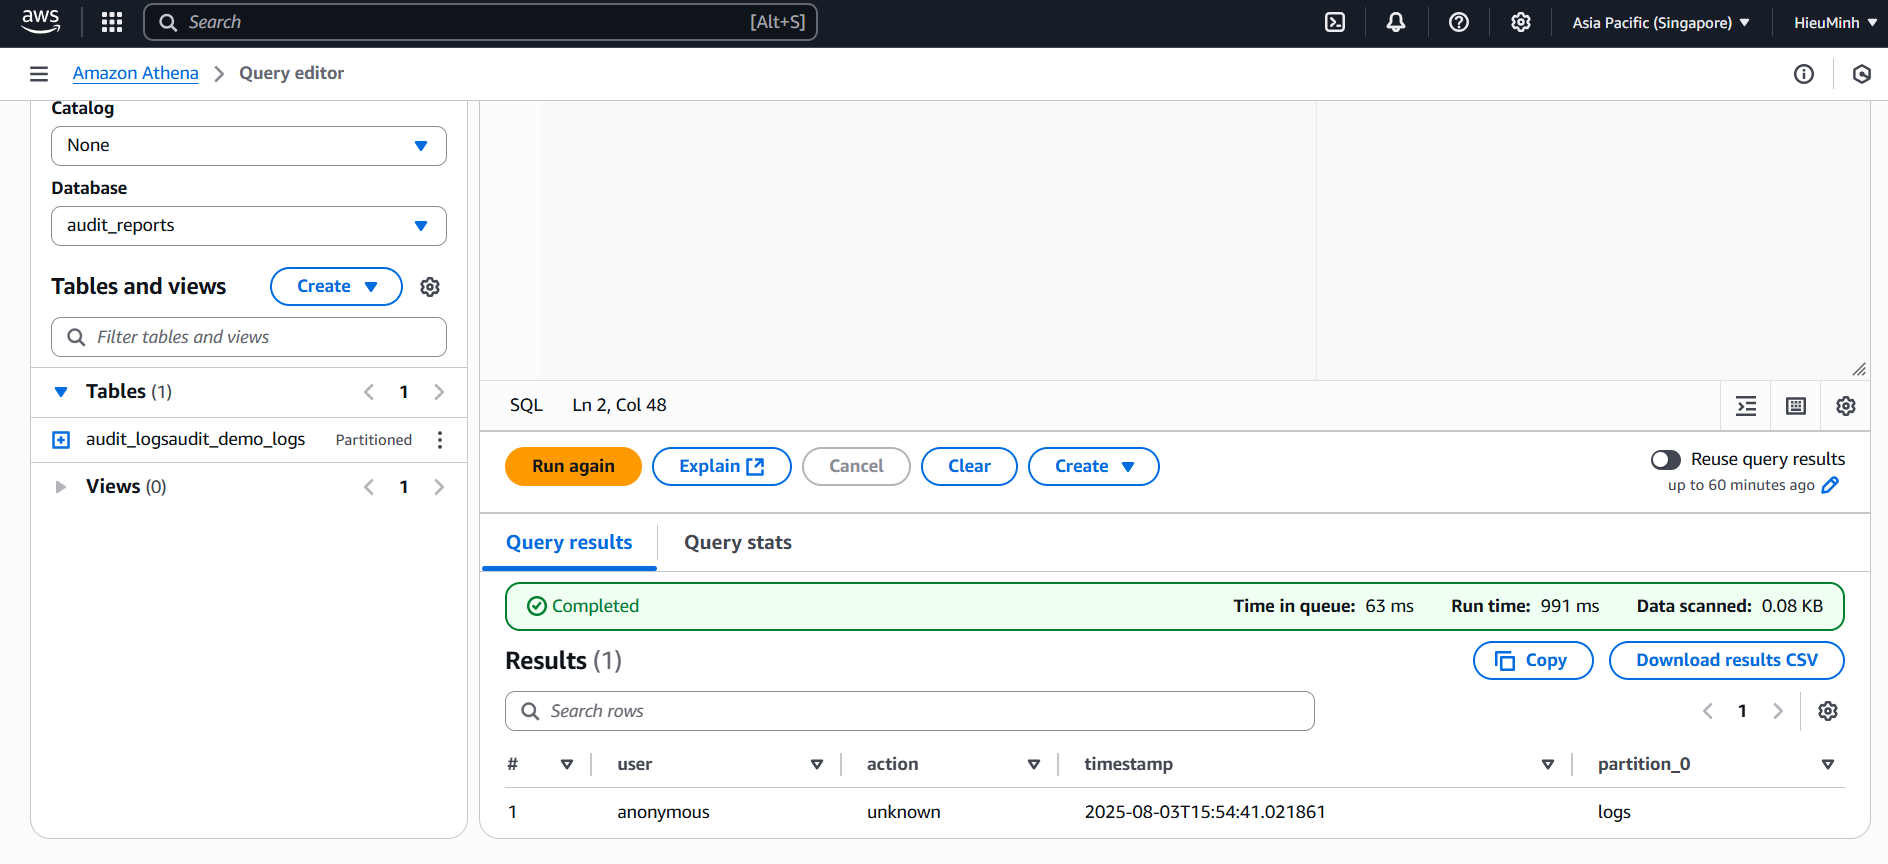 aws
Search [Alt+S]
Asia Pacific (Singapore)
HieuMinh
Amazon Athena
Query editor
Catalog
None
Database
audit_reports
Tables and views
Create
Filter tables and views
Tables (1)
1
audit_logsaudit_demo_logs Partitioned
Views (0)
1
SQL Ln 2, Col 48
Run again
Explain
Cancel
Clear
Create
Reuse query results
up to 60 minutes ago
Query results
Query stats
Completed
Time in queue: 63 ms Run time: 991 ms Data scanned: 0.08 KB
Results (1)
Copy
Download results CSV
Search rows
1
# user action timestamp partition_0
1 anonymous unknown 2025-08-03T15:54:41.021861 logs